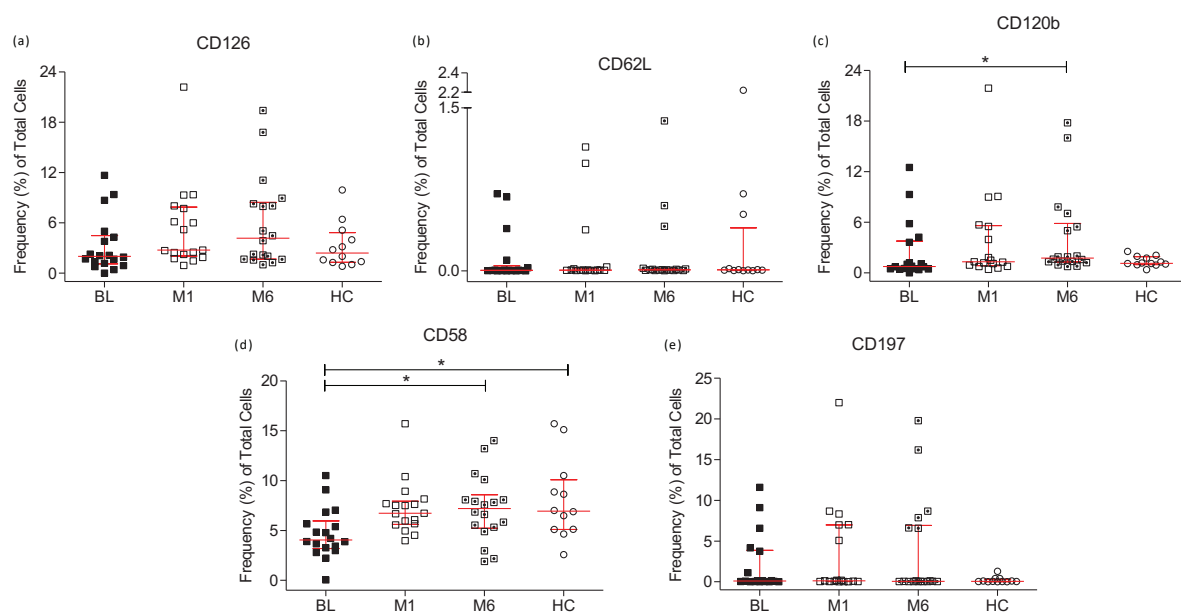 (a)
CD126
Frequency (%) of Total Cells
24
18
12
6
0
BL M1 M6 HC
(b)
CD62L
Frequency (%) of Total Cells
2.4
2.2
1.5
0.0
BL M1 M6 HC
(c)
CD120b
*
Frequency (%) of Total Cells
24
18
12
6
0
BL M1 M6 HC
(d)
CD58
*
*
Frequency (%) of Total Cells
20
15
10
5
0
BL M1 M6 HC
(e)
CD197
Frequency (%) of Total Cells
25
20
15
10
5
0
BL M1 M6 HC